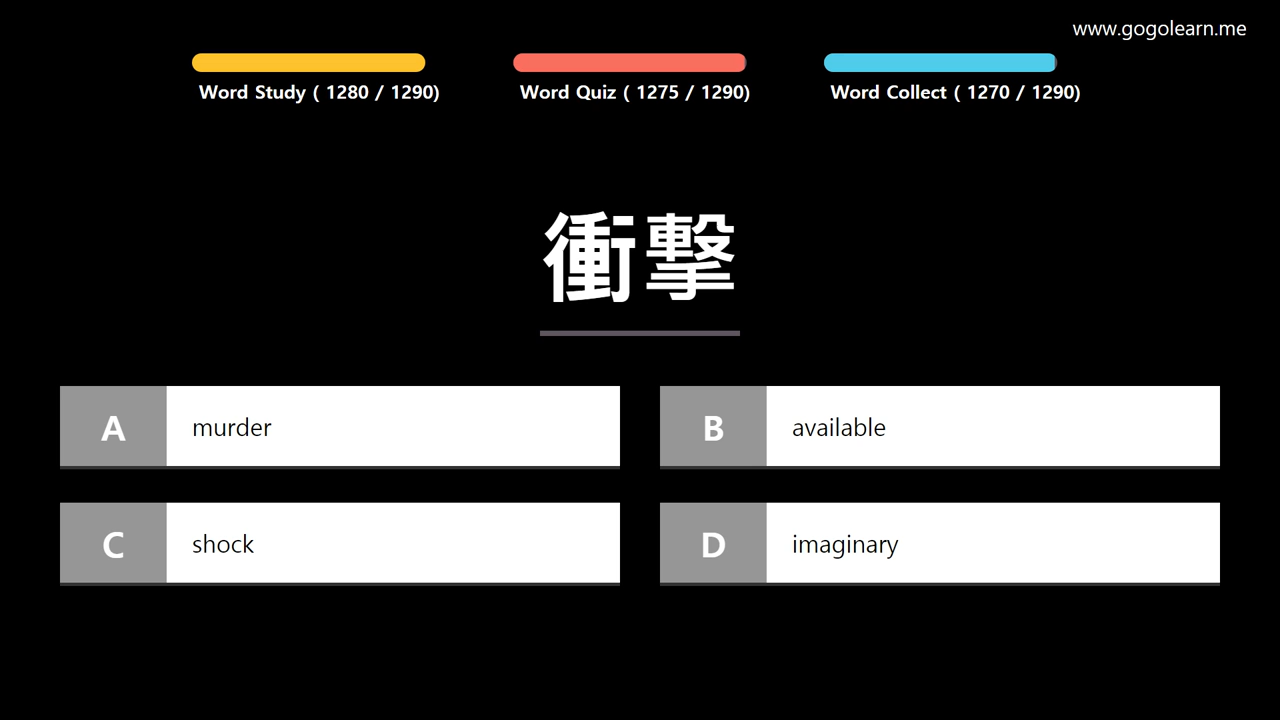 www.gogolearn.me
Word Study ( 1280 / 1290)
Word Quiz ( 1275 / 1290)
Word Collect ( 1270 / 1290)
衝撃
A murder
B available
C shock
D imaginary